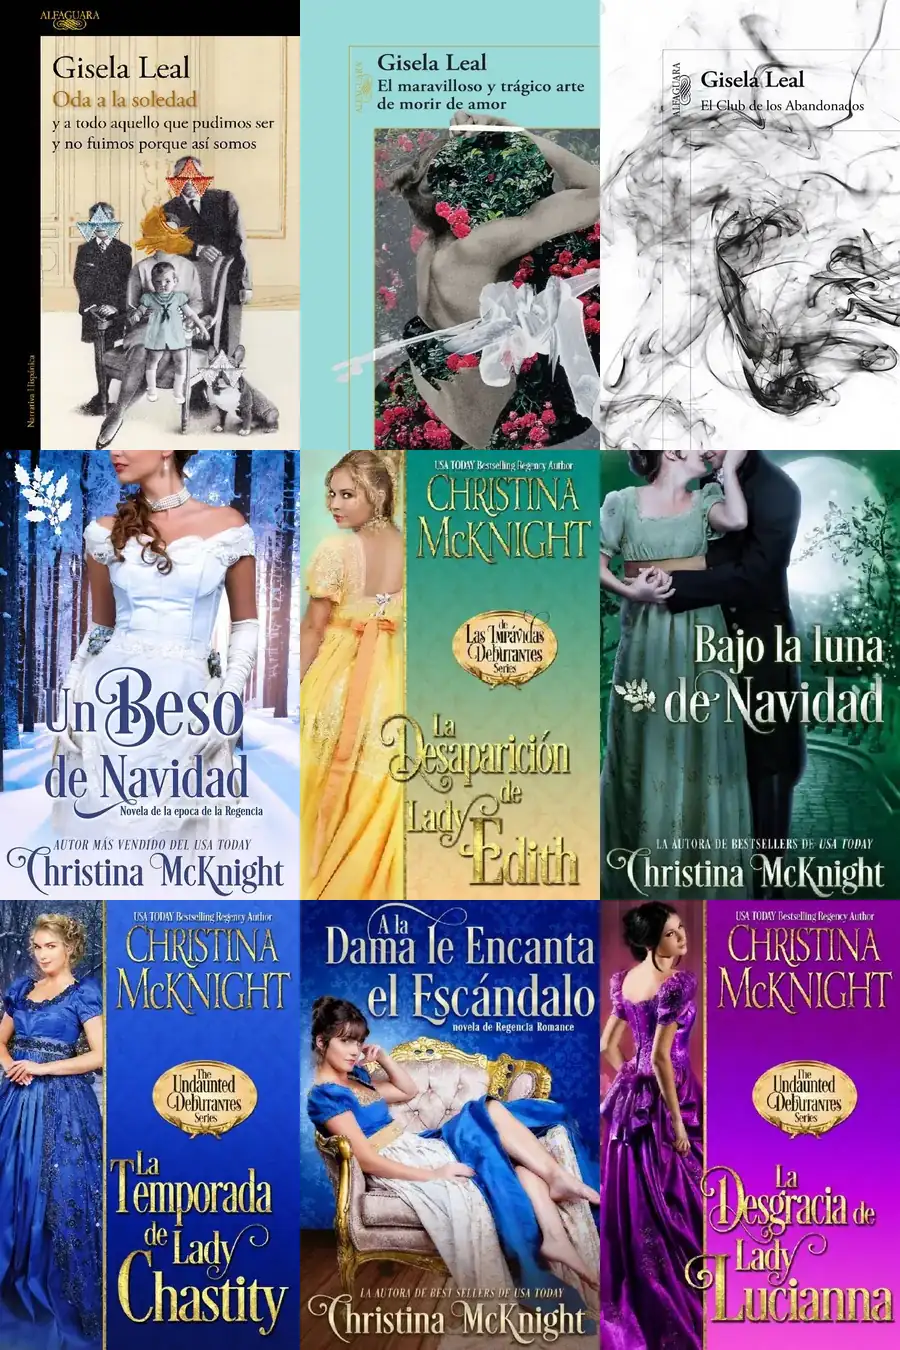 ALFAGUARA
Gisela Leal
Oda a la soledad
y a todo aquello que pudimos ser
y no fuimos porque así somos
Narrativa Hispánica
ALFAGUARA
Gisela Leal
El maravilloso y trágico arte
de morir de amor
ALFAGUARA
Gisela Leal
El Club de los Abandonados
Un Beso
de Navidad
Novela de la epoca de la Regencia
AUTOR MÁS VENDIDO DEL USA TODAY
Christina McKnight
USA TODAY Bestselling Regency Author
CHRISTINA
McKNIGHT
de
Las Impávidas
Debutantes
Series
La
Desaparición
de
Lady
Edith
Bajo la luna
de Navidad
LA AUTORA DE BESTSELLERS DE USA TODAY
Christina McKnight
USA TODAY Bestselling Regency Author
CHRISTINA
McKNIGHT
The
Undaunted
Debutantes
Series
La
Temporada
de Lady
Chastity
A la
Dama le Encanta
el Escándalo
novela de Regencia Romance
LA AUTORA DE BEST SELLERS DE USA TODAY
Christina McKnight
USA TODAY Bestselling Regency Author
CHRISTINA
McKNIGHT
The
Undaunted
Debutantes
Series
La
Desgracia de
Lady
Lucianna